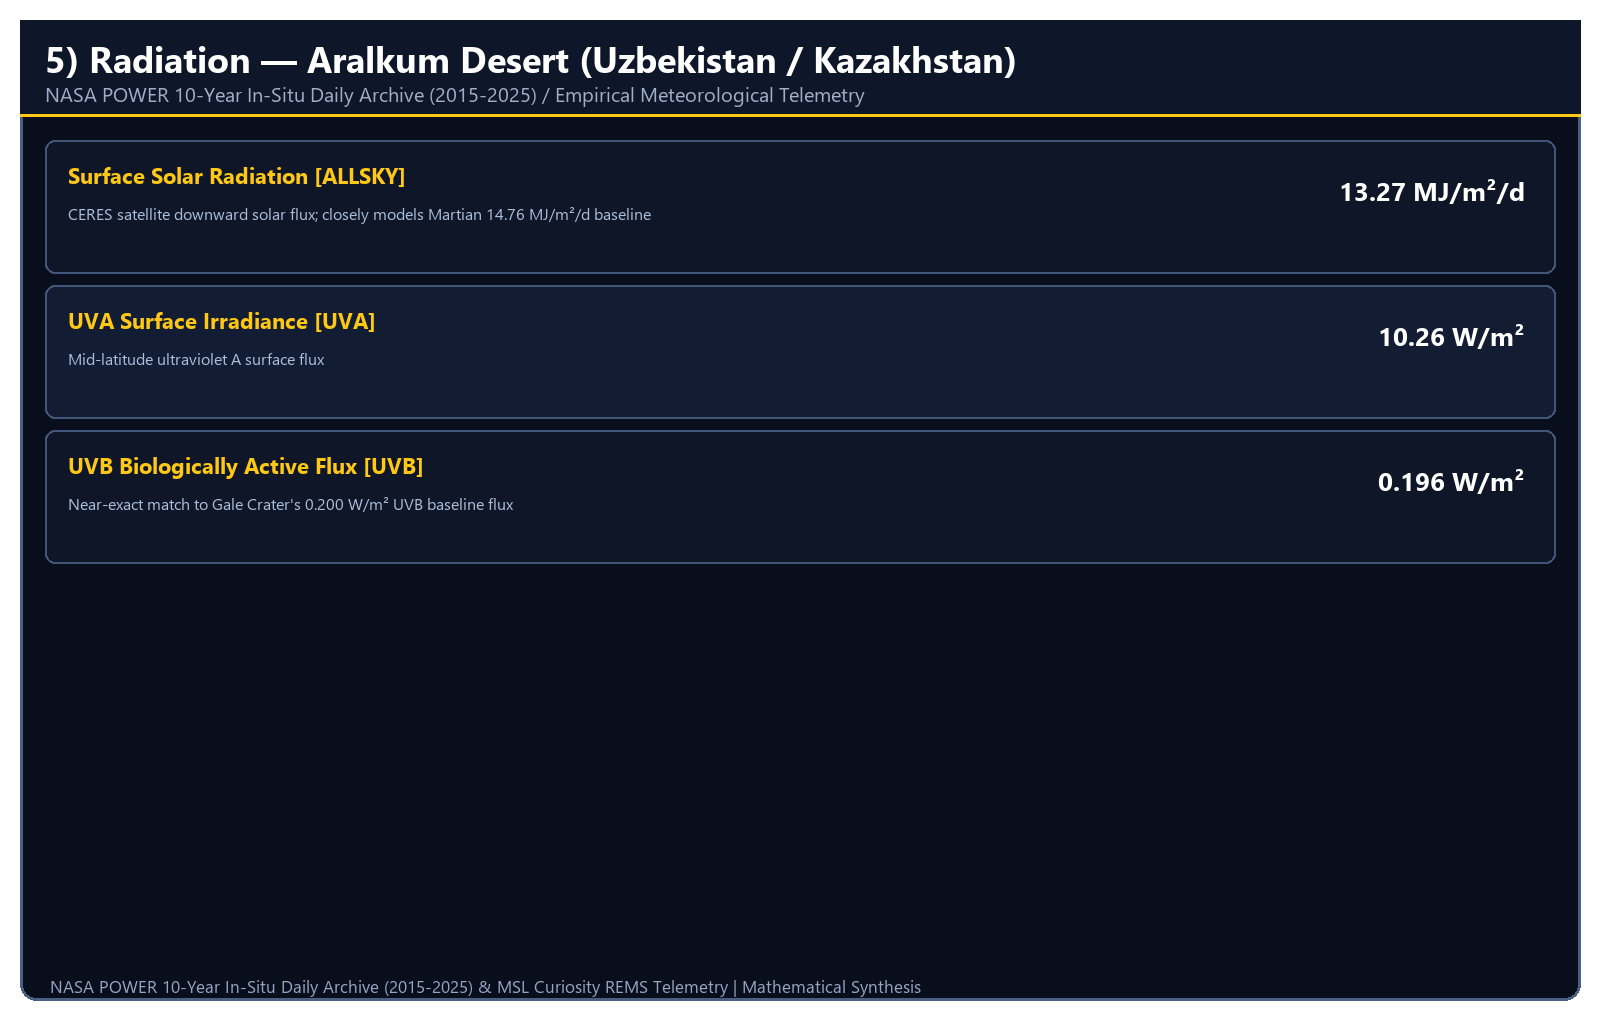 5) Radiation — Aralkum Desert (Uzbekistan / Kazakhstan)
NASA POWER 10-Year In-Situ Daily Archive (2015-2025) / Empirical Meteorological Telemetry
Surface Solar Radiation [ALLSKY]
13.27 MJ/m²/d
CERES satellite downward solar flux; closely models Martian 14.76 MJ/m²/d baseline
UVA Surface Irradiance [UVA]
10.26 W/m²
Mid-latitude ultraviolet A surface flux
UVB Biologically Active Flux [UVB]
0.196 W/m²
Near-exact match to Gale Crater's 0.200 W/m² UVB baseline flux
NASA POWER 10-Year In-Situ Daily Archive (2015-2025) & MSL Curiosity REMS Telemetry | Mathematical Synthesis